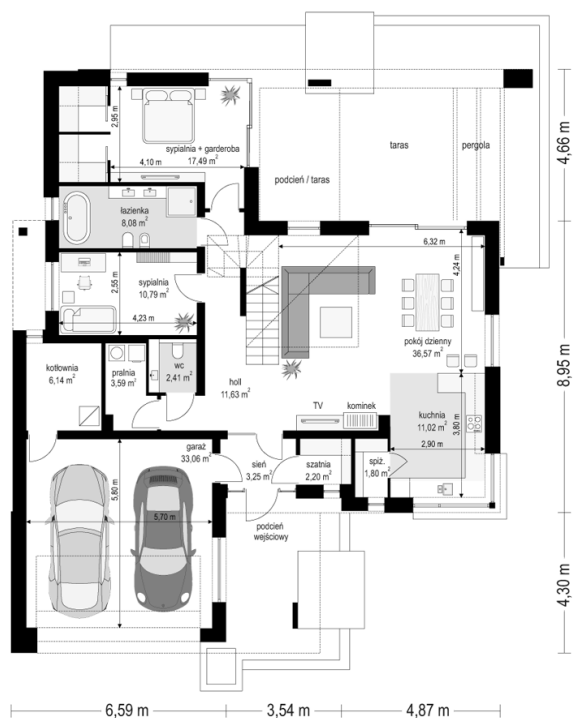 2,95 m
sypialnia + garderoba
4,10 m
17,49 m²
4,66 m
taras
pergola
podcień / taras
łazienka
8,08 m²
6,32 m
4,24 m
2,55 m
sypialnia
10,79 m²
4,23 m
pokój dzienny
36,57 m²
8,95 m
kotłownia
6,14 m²
pralnia
3,59 m²
wc
2,41 m²
holl
11,63 m²
TV
kominek
kuchnia
11,02 m²
3,80 m
2,90 m
garaż
33,06 m²
sień
3,25 m²
szatnia
2,20 m²
spiż.
1,80 m²
5,80 m
5,70 m
podcień
wejściowy
4,30 m
6,59 m
3,54 m
4,87 m